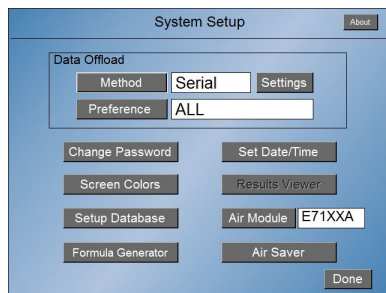 System Setup
About
Data Offload
Method Serial Settings
Preference ALL
Change Password Set Date/Time
Screen Colors Results Viewer
Setup Database Air Module E71XXA
Formula Generator Air Saver
Done